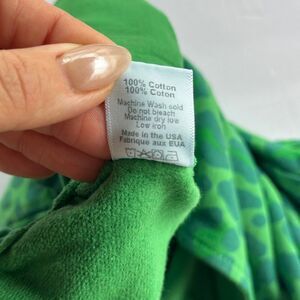 100% Cotton
100% Coton
Machine Wash cold
Do not bleach
Machine dry low
Low iron
Made in the USA
Fabrique aux EUA